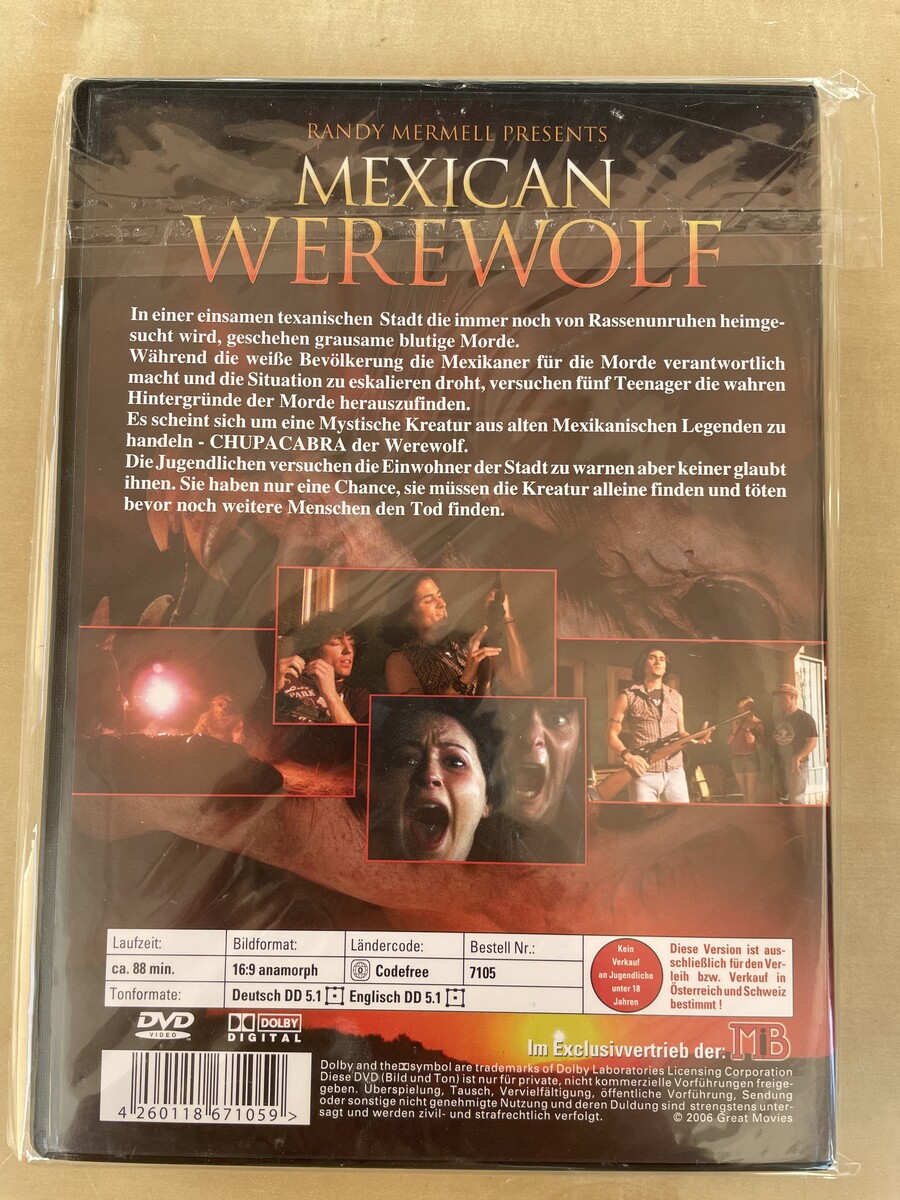 RANDY MERMELL PRESENTS
MEXICAN
WEREWOLF
In einer einsamen texanischen Stadt die immer noch von Rassenunruhen heimge-
sucht wird, geschehen grausame blutige Morde.
Während die weiße Bevölkerung die Mexikaner für die Morde verantwortlich
macht und die Situation zu eskalieren droht, versuchen fünf Teenager die wahren
Hintergründe der Morde herauszufinden.
Es scheint sich um eine Mystische Kreatur aus alten Mexikanischen Legenden zu
handeln - CHUPACABRA der Werewolf.
Die Jugendlichen versuchen die Einwohner der Stadt zu warnen aber keiner glaubt
ihnen. Sie haben nur eine Chance, sie müssen die Kreatur alleine finden und töten
bevor noch weitere Menschen den Tod finden.
PARK
Laufzeit:
ca. 88 min.
Bildformat:
16:9 anamorph
Ländercode:
Codefree
Bestell Nr.:
7105
Tonformate:
Deutsch DD 5.1 Englisch DD 5.1
Kein
Verkauf
an Jugendliche
unter 18
Jahren
Diese Version ist aus-
schließlich für den Ver-
leih bzw. Verkauf in
Österreich und Schweiz
bestimmt !
DVD
VIDEO
DOLBY
DIGITAL
Im Exclusivvertrieb der: MiB
4 260118 671059 >
Dolby and the symbol are trademarks of Dolby Laboratories Licensing Corporation
Diese DVD (Bild und Ton) ist nur für private, nicht kommerzielle Vorführungen freige-
geben. Überspielung, Tausch, Vervielfältigung, öffentliche Vorführung, Sendung
oder sonstige nicht genehmigte Nutzung und deren Duldung sind strengstens unter-
sagt und werden zivil- und strafrechtlich verfolgt.
© 2006 Great Movies